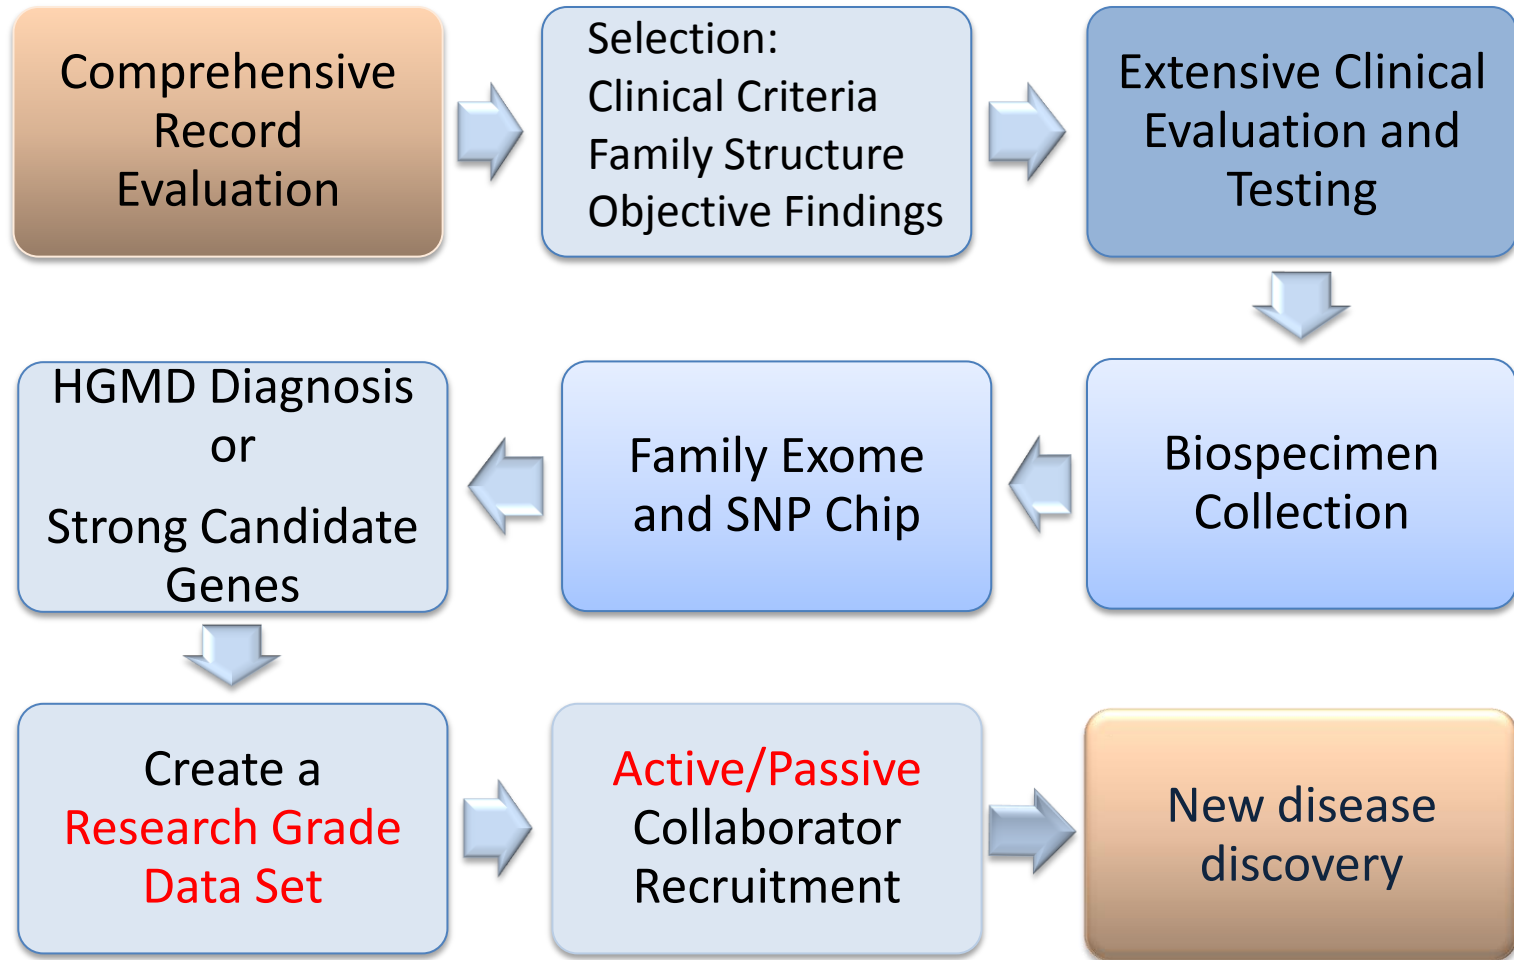 Comprehensive
Record
Evaluation
Selection:
Clinical Criteria
Family Structure
Objective Findings
Extensive Clinical
Evaluation and
Testing
Biospecimen
Collection
Family Exome
and SNP Chip
HGMD Diagnosis
or
Strong Candidate
Genes
Create a
Research Grade
Data Set
Active/Passive
Collaborator
Recruitment
New disease
discovery